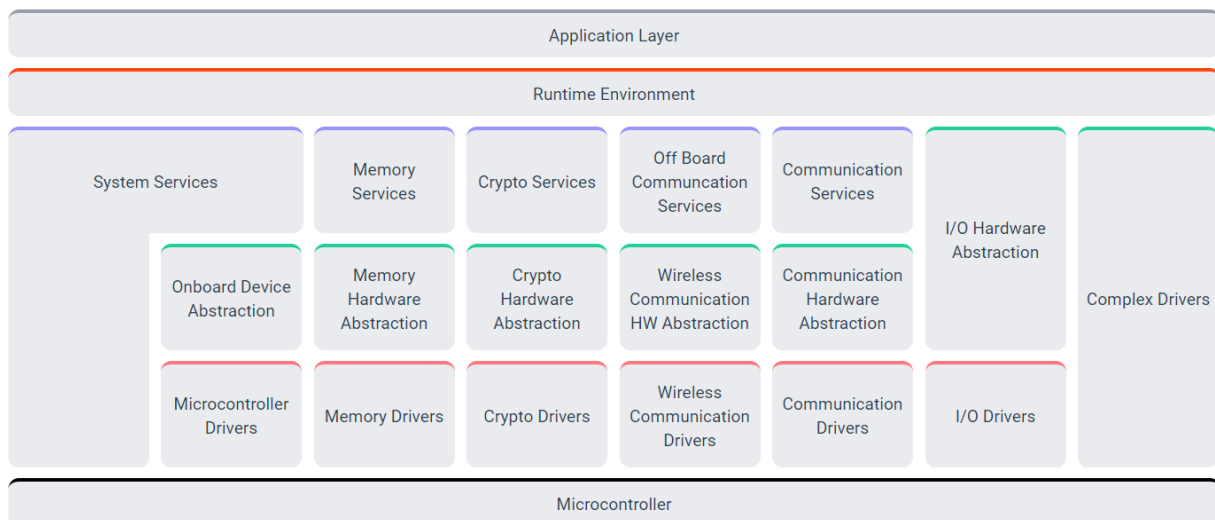 Application Layer
Runtime Environment
System Services
Memory
Services
Crypto Services
Off Board
Communcation
Services
Communication
Services
I/O Hardware
Abstraction
Complex Drivers
Onboard Device
Abstraction
Memory
Hardware
Abstraction
Crypto
Hardware
Abstraction
Wireless
Communication
HW Abstraction
Communication
Hardware
Abstraction
Microcontroller
Drivers
Memory Drivers
Crypto Drivers
Wireless
Communication
Drivers
Communication
Drivers
I/O Drivers
Microcontroller